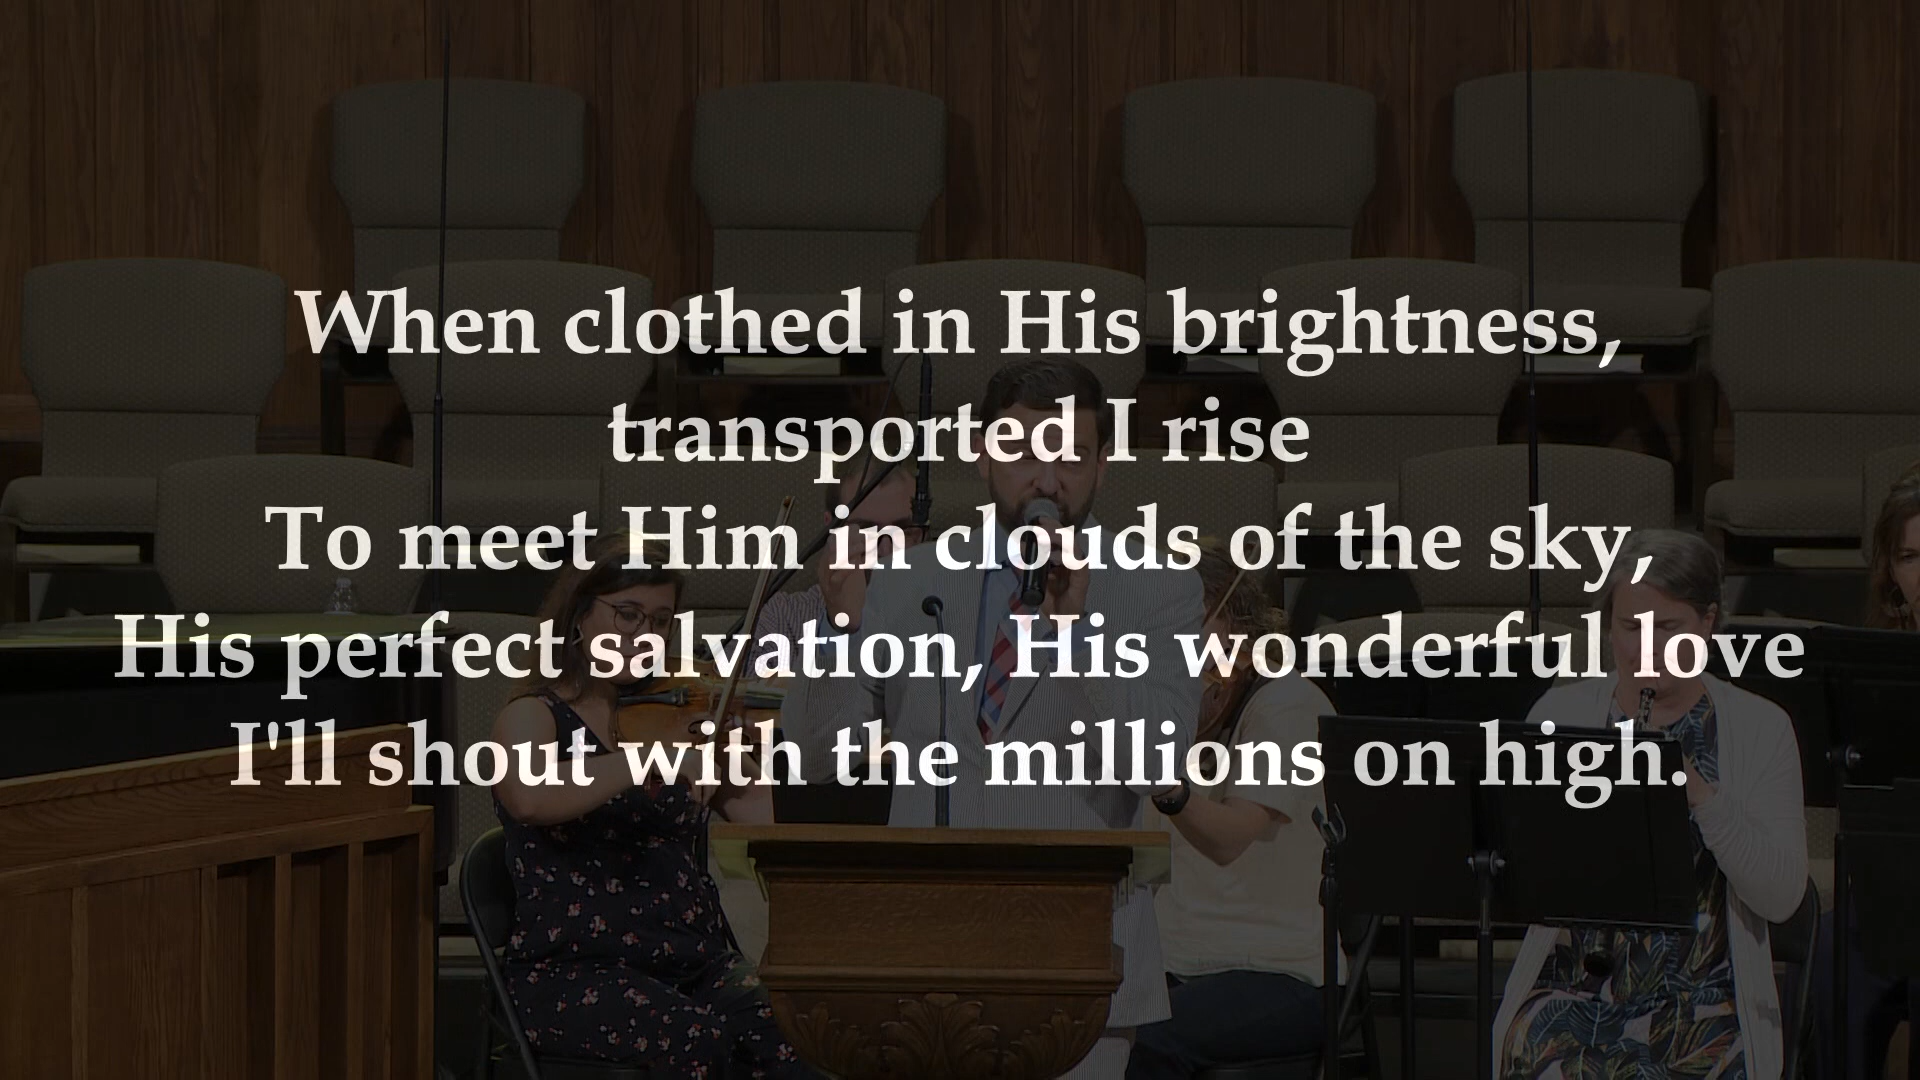 When clothed in His brightness,
transported I rise
To meet Him in clouds of the sky,
His perfect salvation, His wonderful love
I'll shout with the millions on high.